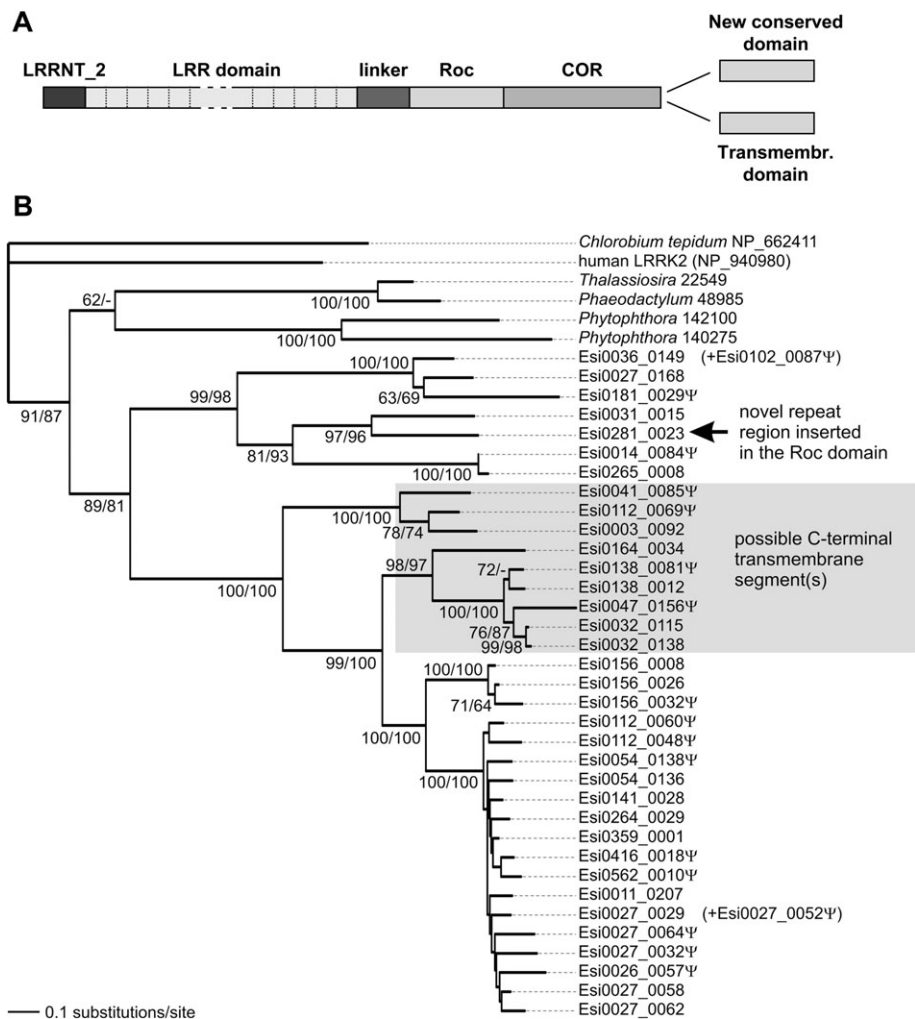 A
LRRNT_2 LRR domain linker Roc COR
New conserved
domain
Transmembr.
domain
B
Chlorobium tepidum NP_662411
human LRRK2 (NP_940980)
Thalassiosira 22549
62/-
100/100
Phaeodactylum 48985
Phytophthora 142100
100/100
Phytophthora 140275
100/100
Esi0036_0149 (+Esi0102_0087Ψ)
Esi0027_0168
99/98
63/69
Esi0181_0029Ψ
91/87
Esi0031_0015
97/96
Esi0281_0023
novel repeat
region inserted
in the Roc domain
81/93
Esi0014_0084Ψ
100/100
Esi0265_0008
89/81
Esi0041_0085Ψ
100/100
Esi0112_0069Ψ
78/74
Esi0003_0092
possible C-terminal
transmembrane
segment(s)
Esi0164_0034
98/97
72/-
Esi0138_0081Ψ
100/100
Esi0138_0012
100/100
Esi0047_0156Ψ
76/87
Esi0032_0115
99/98
Esi0032_0138
99/100
100/100
Esi0156_0008
Esi0156_0026
71/64
Esi0156_0032Ψ
Esi0112_0060Ψ
100/100
Esi0112_0048Ψ
Esi0054_0138Ψ
100/100
Esi0054_0136
Esi0141_0028
Esi0264_0029
Esi0359_0001
Esi0416_0018Ψ
Esi0562_0010Ψ
Esi0011_0207
Esi0027_0029 (+Esi0027_0052Ψ)
Esi0027_0064Ψ
Esi0027_0032Ψ
Esi0026_0057Ψ
Esi0027_0058
Esi0027_0062
0.1 substitutions/site